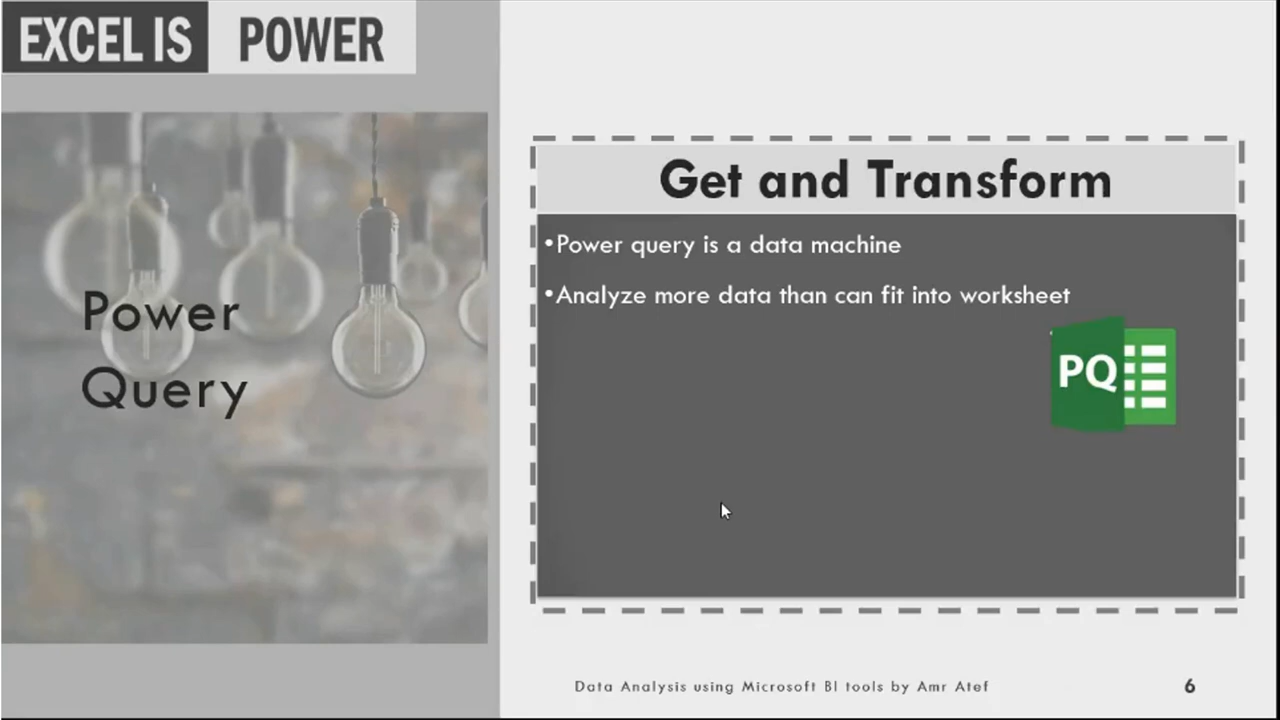 EXCEL IS POWER
Power
Query
Get and Transform
•Power query is a data machine
•Analyze more data than can fit into worksheet
PQ
Data Analysis using Microsoft BI tools by Amr Atef
6